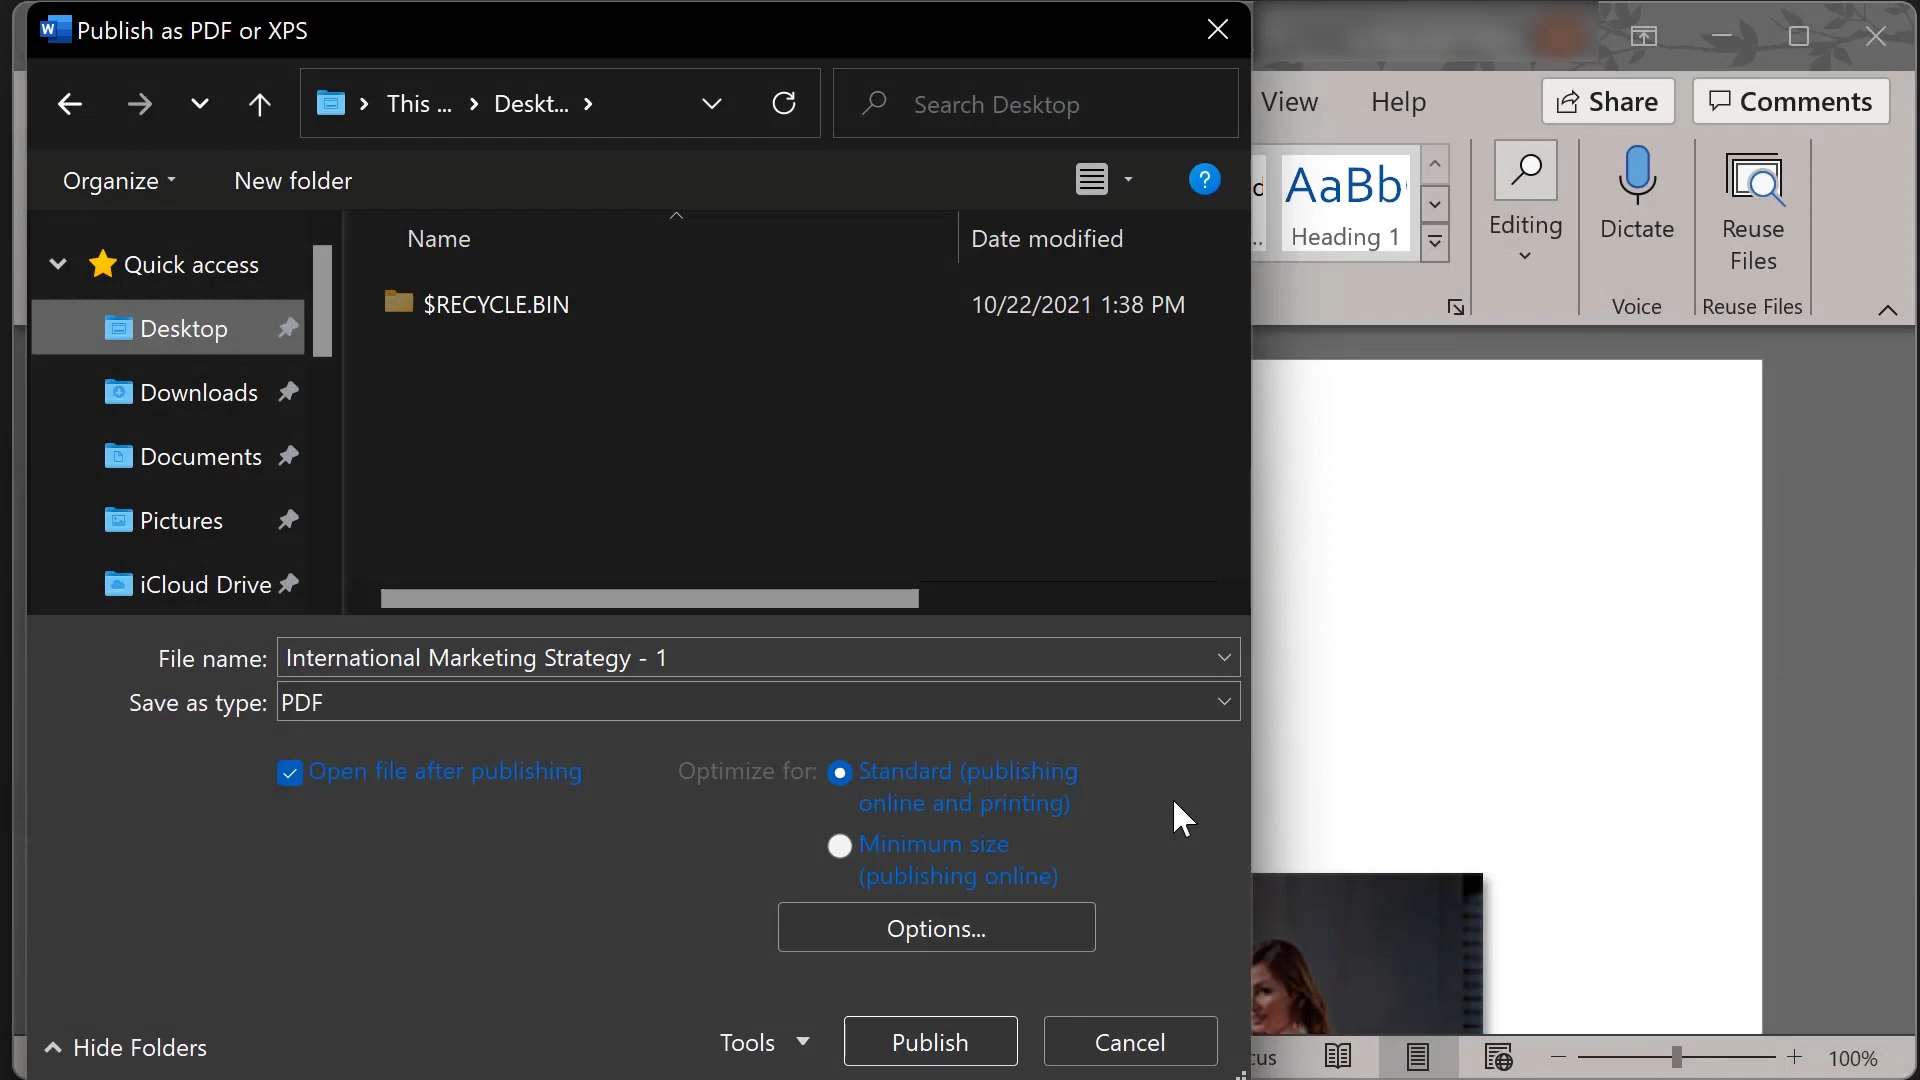 Publish as PDF or XPS
This ... Deskt...
Search Desktop
Organize
New folder
Name
Date modified
Quick access
$RECYCLE.BIN
10/22/2021 1:38 PM
Desktop
Downloads
Documents
Pictures
iCloud Drive
File name: International Marketing Strategy - 1
Save as type: PDF
Open file after publishing
Optimize for: Standard (publishing
online and printing)
Minimum size
(publishing online)
Options...
Hide Folders
Tools
Publish
Cancel
View
Help
Share
Comments
AaBb
Heading 1
Editing
Dictate
Reuse
Files
Voice
Reuse Files
100%